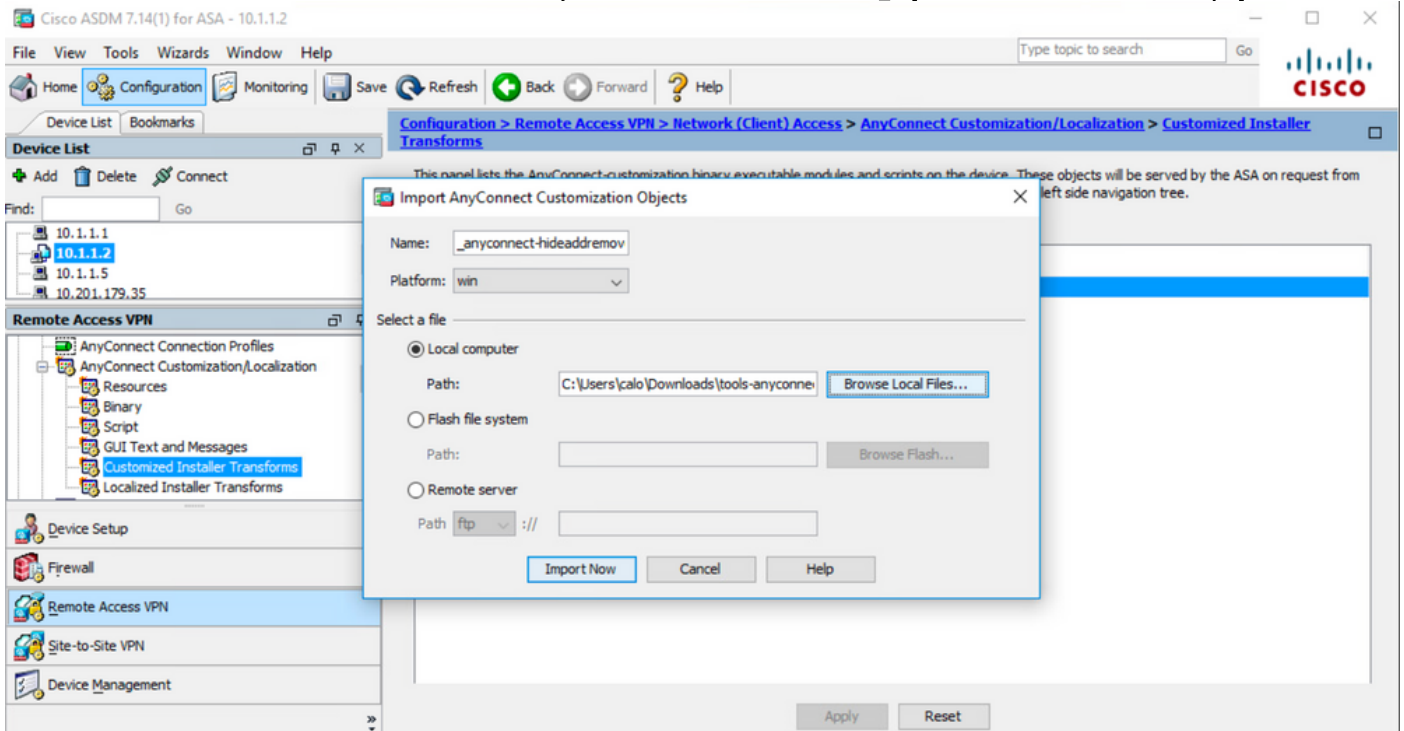 Cisco ASDM 7.14(1) for ASA - 10.1.1.2
File View Tools Wizards Window Help
Type topic to search Go
Home Configuration Monitoring Save Refresh Back Forward Help
CISCO
Device List Bookmarks
Device List
Add Delete Connect
Find: Go
10.1.1.1
10.1.1.2
10.1.1.5
10.201.179.35
Remote Access VPN
AnyConnect Connection Profiles
AnyConnect Customization/Localization
Resources
Binary
Script
GUI Text and Messages
Customized Installer Transforms
Localized Installer Transforms
Device Setup
Firewall
Remote Access VPN
Site-to-Site VPN
Device Management
Configuration > Remote Access VPN > Network (Client) Access > AnyConnect Customization/Localization > Customized Installer
Transforms
This panel lists the AnyConnect-customization binary executable modules and scripts on the device. These objects will be served by the ASA on request from
left side navigation tree.
Import AnyConnect Customization Objects
Name: _anyconnect-hideaddremov
Platform: win
Select a file
Local computer
Path: C:\Users\calo\Downloads\tools-anyconne Browse Local Files...
Flash file system
Path: Browse Flash...
Remote server
Path ftp ://
Import Now Cancel Help
Apply Reset